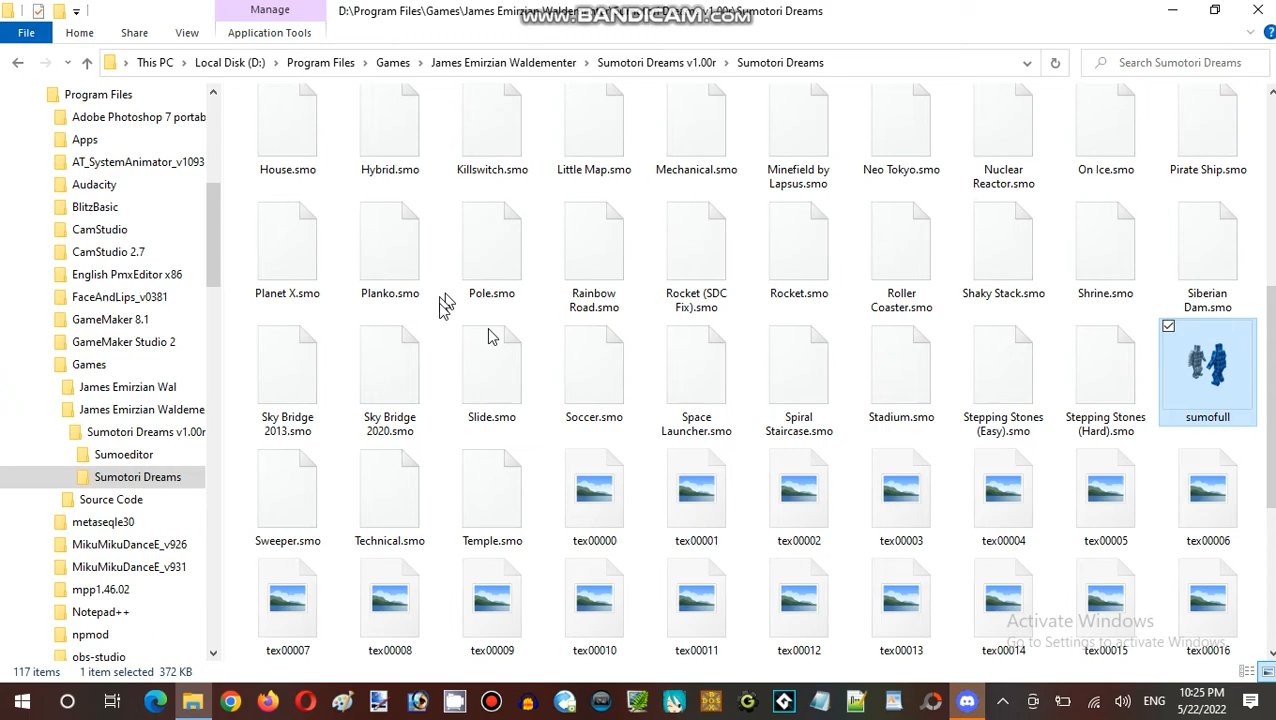 Manage
D:\Program Files\Games\James Emirzian Waldementer\Sumotori Dreams v1.00r\Sumotori Dreams
www.BANDICAM.com
File
Home
Share
View
Application Tools
This PC > Local Disk (D:) > Program Files > Games > James Emirzian Waldementer > Sumotori Dreams v1.00r > Sumotori Dreams
Search Sumotori Dreams
Program Files
Adobe Photoshop 7 portab
Apps
AT_SystemAnimator_v1093
Audacity
BlitzBasic
CamStudio
CamStudio 2.7
English PmxEditor x86
FaceAndLips_v0381
GameMaker 8.1
GameMaker Studio 2
Games
James Emirzian Wal
James Emirzian Waldeme
Sumotori Dreams v1.00r
Sumoeditor
Sumotori Dreams
Source Code
metaseqle30
MikuMikuDanceE_v926
MikuMikuDanceE_v931
mpp1.46.02
Notepad++
npmod
obs-studio
House.smo
Hybrid.smo
Killswitch.smo
Little Map.smo
Mechanical.smo
Minefield by
Lapsus.smo
Neo Tokyo.smo
Nuclear
Reactor.smo
On Ice.smo
Pirate Ship.smo
Planet X.smo
Planko.smo
Pole.smo
Rainbow
Road.smo
Rocket (SDC
Fix).smo
Rocket.smo
Roller
Coaster.smo
Shaky Stack.smo
Shrine.smo
Siberian
Dam.smo
Sky Bridge
2013.smo
Sky Bridge
2020.smo
Slide.smo
Soccer.smo
Space
Launcher.smo
Spiral
Staircase.smo
Stadium.smo
Stepping Stones
(Easy).smo
Stepping Stones
(Hard).smo
sumofull
Sweeper.smo
Technical.smo
Temple.smo
tex00000
tex00001
tex00002
tex00003
tex00004
tex00005
tex00006
tex00007
tex00008
tex00009
tex00010
tex00011
tex00012
tex00013
tex00014
tex00015
tex00016
Activate Windows
Go to Settings to activate Windows.
117 items
1 item selected 372 KB
ENG
10:25 PM
5/22/2022